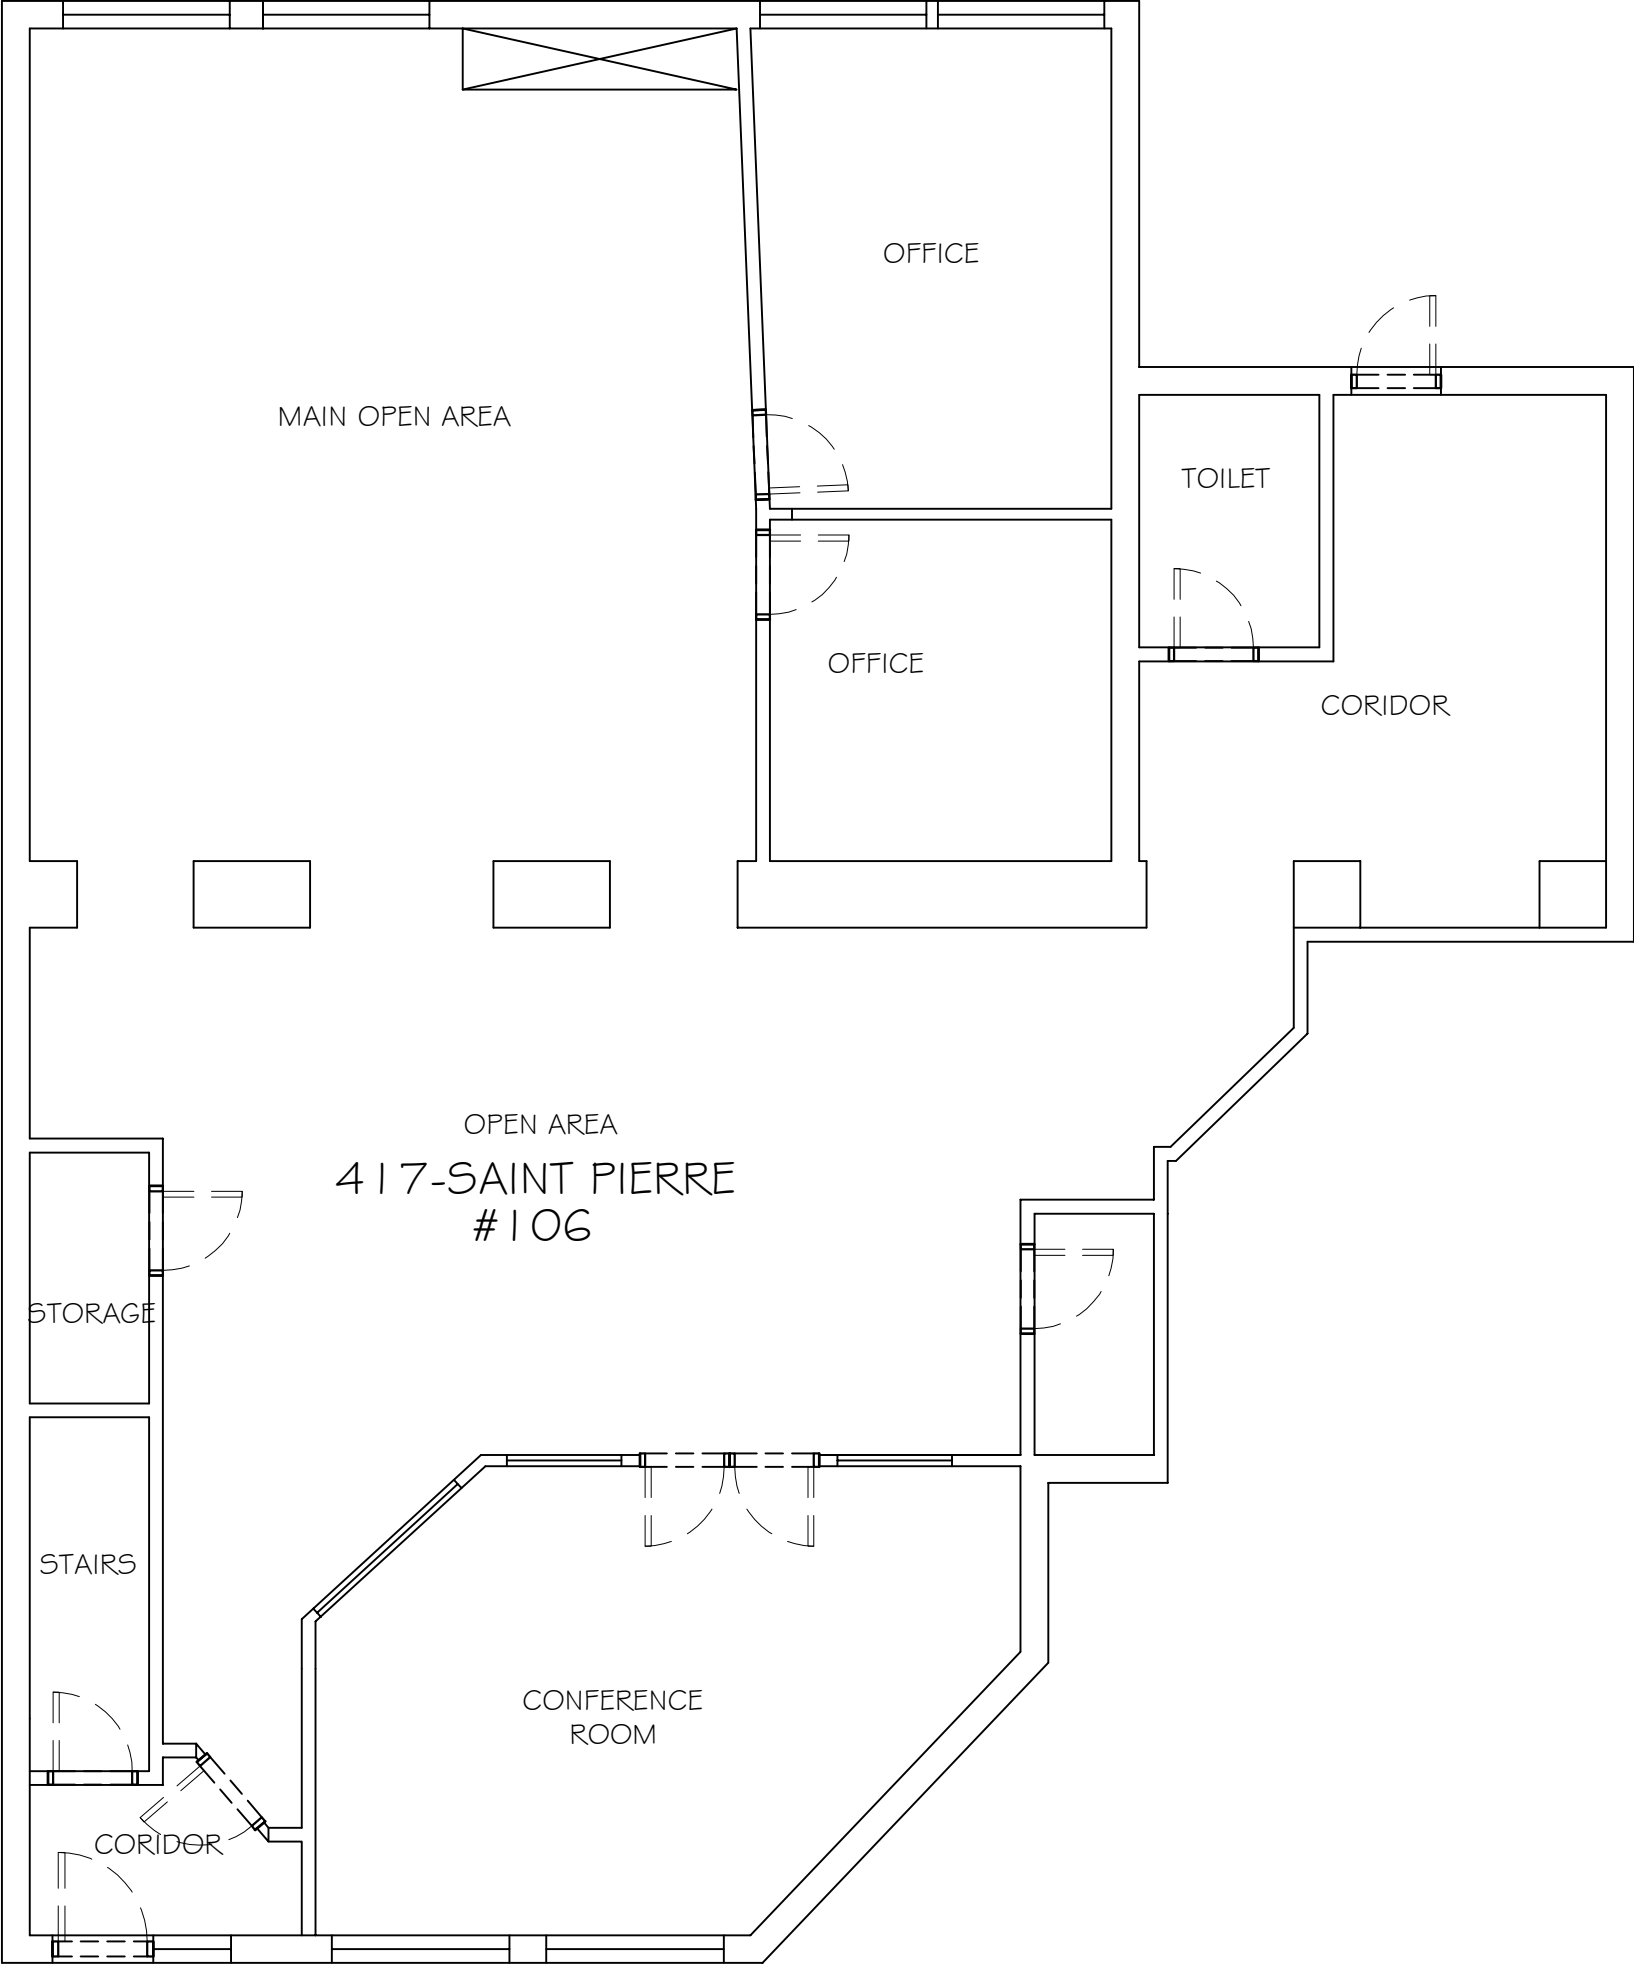 OFFICE
MAIN OPEN AREA
TOILET
OFFICE
CORIDOR
OPEN AREA
417-SAINT PIERRE
#106
STORAGE
STAIRS
CONFERENCE
ROOM
CORIDOR